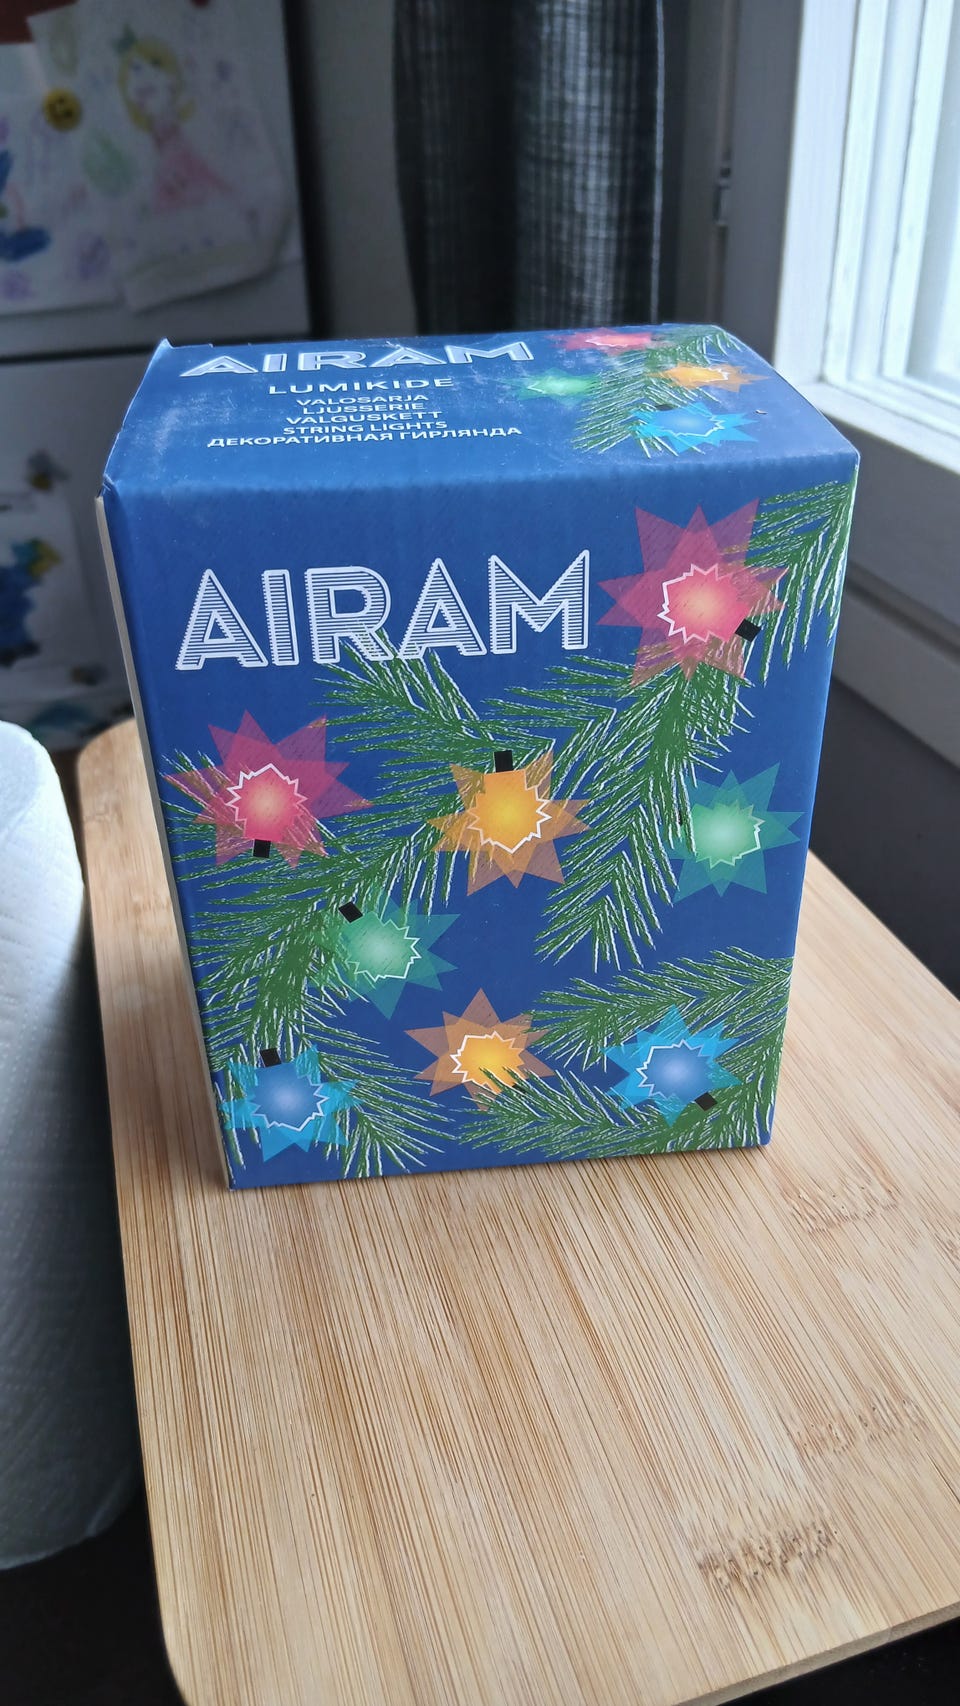 AIRAM
LUMIKIDE
VALOSARJA
LJUSSERIE
VALGUSKETT
STRING LIGHTS
ДЕКОРАТИВНАЯ ГИРЛЯНДА
AIRAM